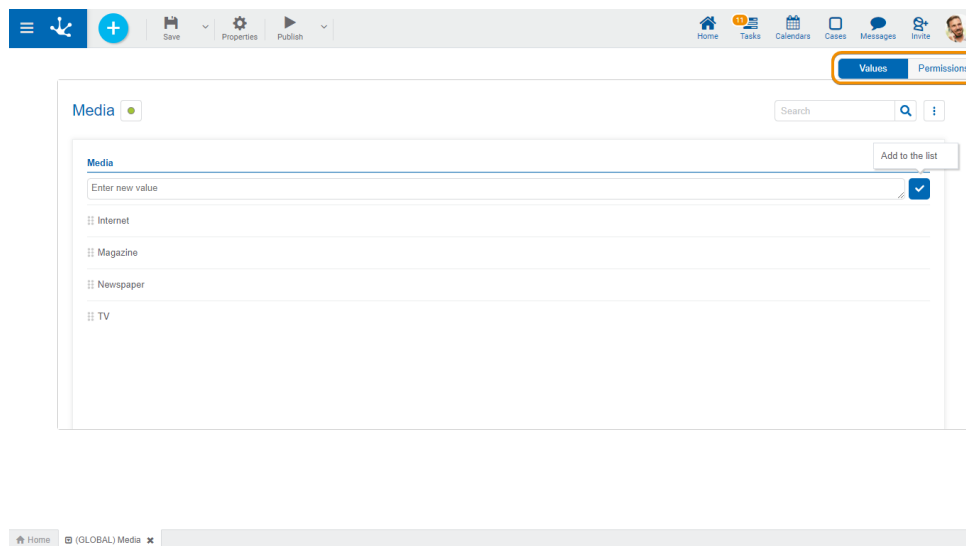 Save
Properties
Publish
Home
11
Tasks
Calendars
Cases
Messages
Invite
Values
Permissions
Media
Search
Add to the list
Media
Enter new value
Internet
Magazine
Newspaper
TV
Home
(GLOBAL) Media